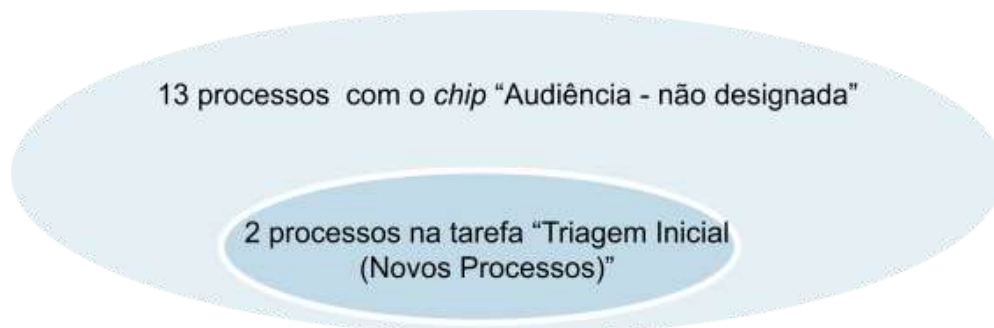 13 processos com o chip “Audiência - não designada”
2 processos na tarefa “Triagem Inicial
(Novos Processos)”